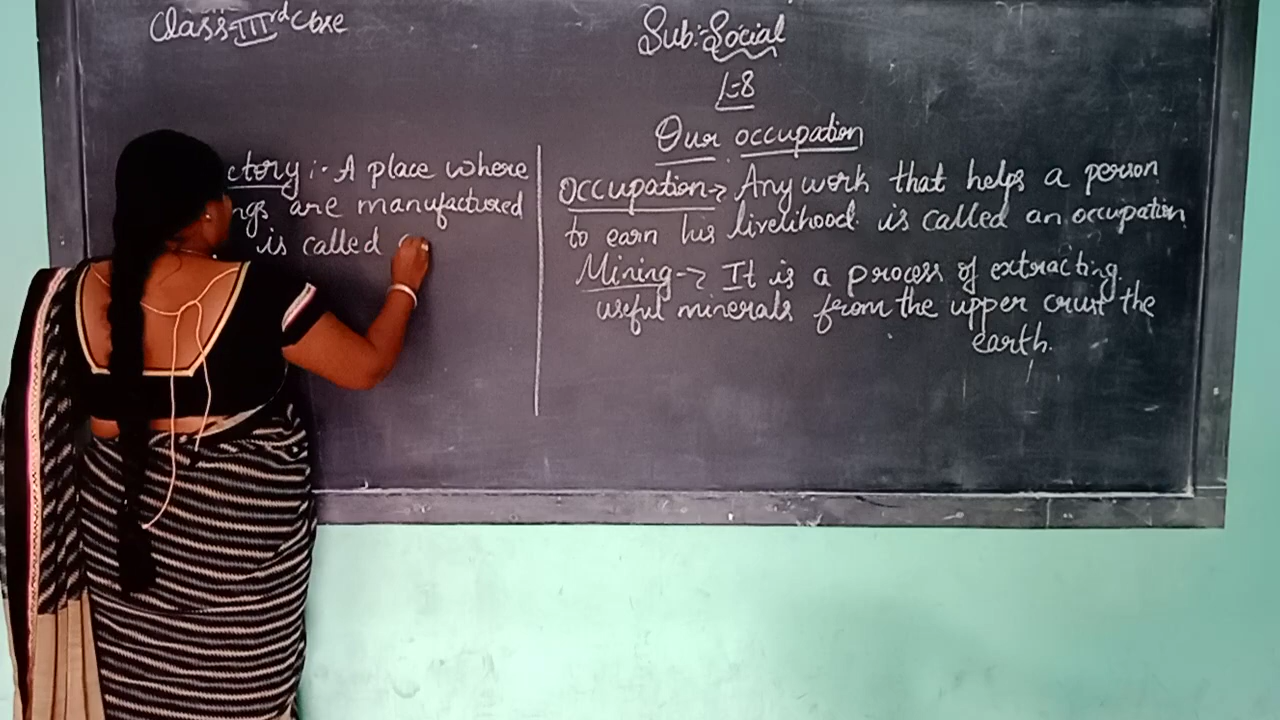 Class-IIIrd Cbse
Sub:-Social
L-8
Our occupation
Occupation-> Any work that helps a person
to earn his livelihood is called an occupation
Mining-> It is a process of extracting
useful minerals from the upper crust the
earth.
ctory :- A place where
ngs are manufactured
is called